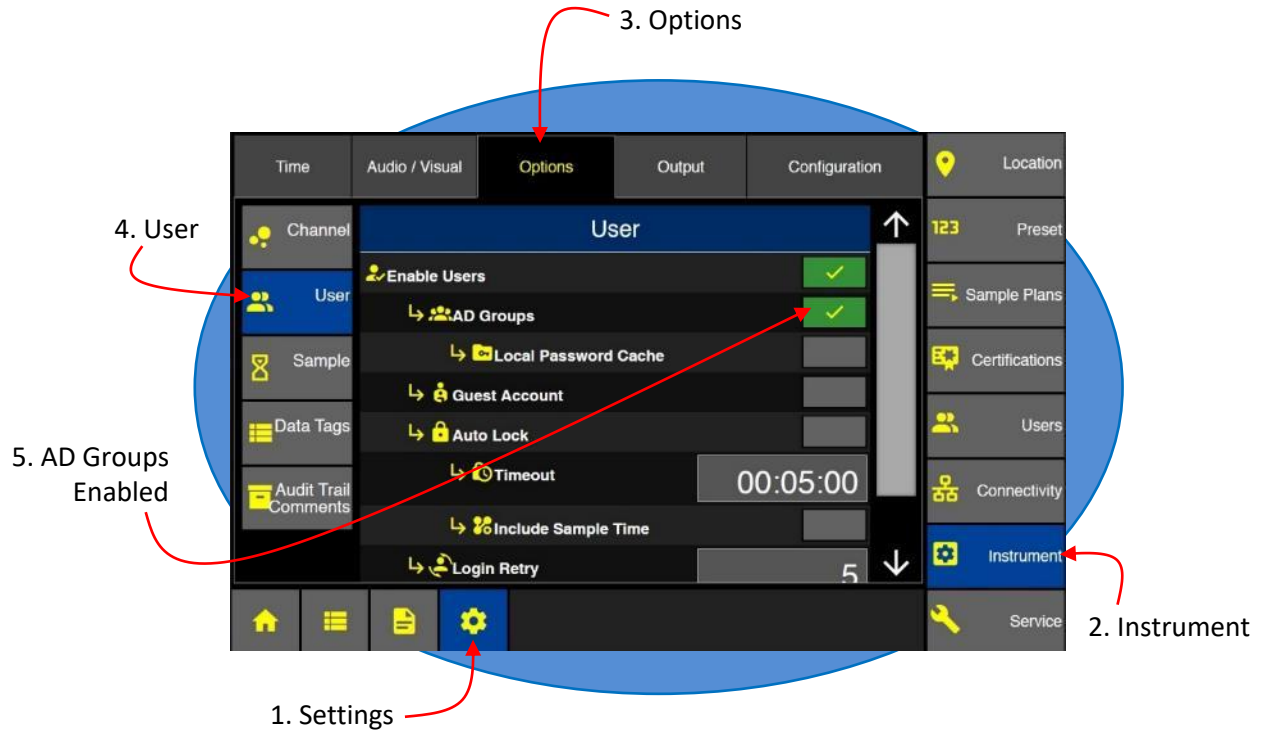 3. Options
Time
Audio / Visual
Options
Output
Configuration
Location
4. User
Channel
User
123
Preset
Enable Users
User
AD Groups
Sample Plans
Sample
Local Password Cache
Certifications
Guest Account
Data Tags
Auto Lock
Users
5. AD Groups
Enabled
Timeout
00:05:00
Audit Trail
Comments
Connectivity
Include Sample Time
Login Retry
5
Instrument
Service
2. Instrument
1. Settings